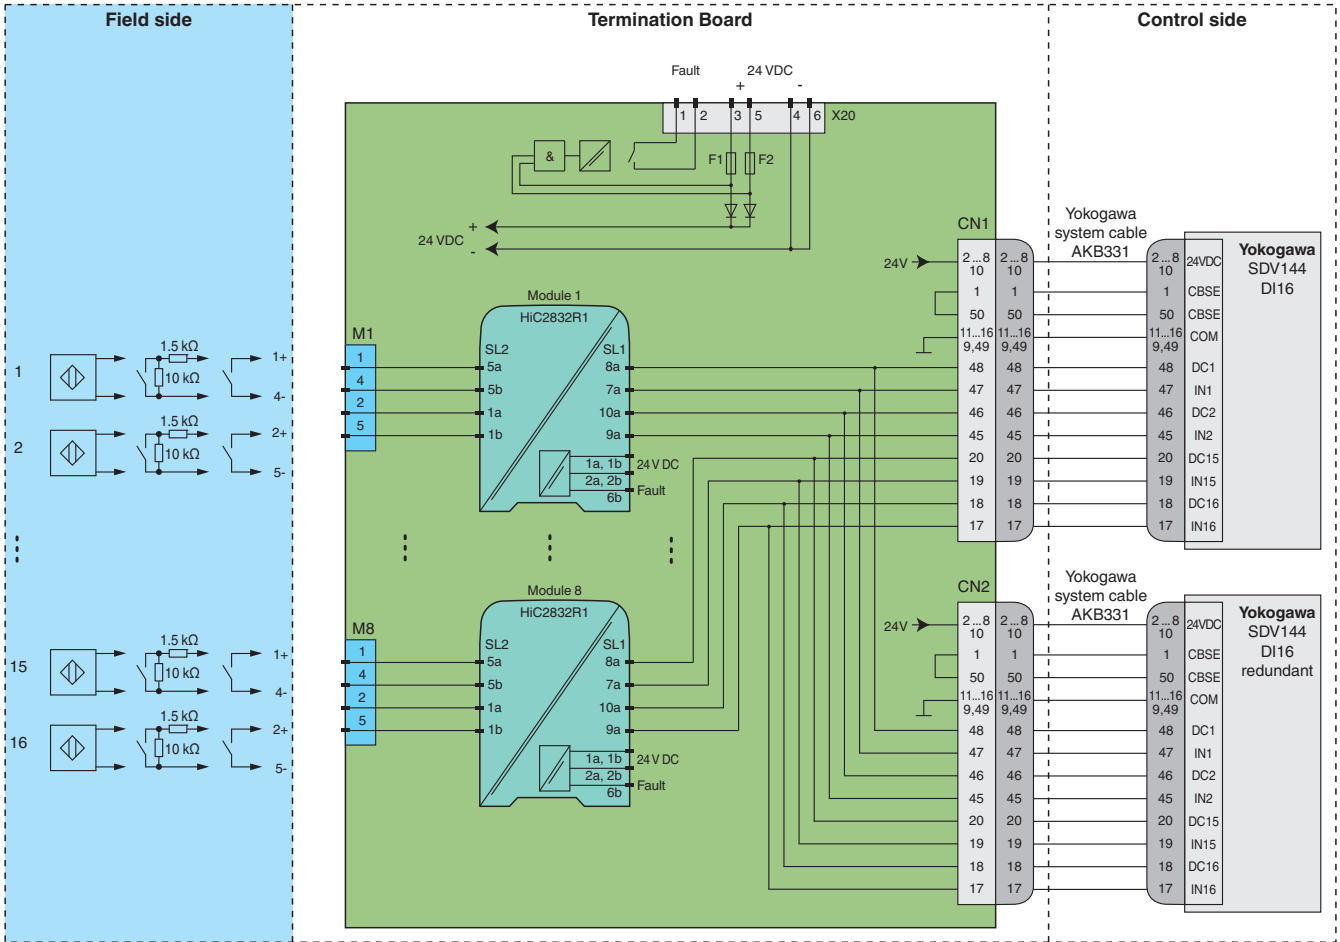 Field side
Termination Board
Control side
Fault
24 VDC
+
-
1
2
3
5
4
6
X20
&
F1
F2
+
24 VDC
-
Module 1
HiC2832R1
SL2
SL1
5a
8a
5b
7a
1a
10a
1b
9a
1a, 1b
24 V DC
2a, 2b
Fault
6b
M1
1
4
2
5
1
1.5 kΩ
10 kΩ
1+
4-
2
1.5 kΩ
10 kΩ
2+
5-
Module 8
HiC2832R1
SL2
SL1
5a
8a
5b
7a
1a
10a
1b
9a
1a, 1b
24 V DC
2a, 2b
Fault
6b
M8
1
4
2
5
15
1.5 kΩ
10 kΩ
1+
4-
16
1.5 kΩ
10 kΩ
2+
5-
CN1
Yokogawa
system cable
AKB331
Yokogawa
SDV144
DI16
24V
2 ... 8 2 ... 8 2 ... 8 24VDC
10 10 10
1 1 1 CBSE
50 50 50 CBSE
11...16 11...16 11...16 COM
9,49 9,49 9,49
48 48 48 DC1
47 47 47 IN1
46 46 46 DC2
45 45 45 IN2
20 20 20 DC15
19 19 19 IN15
18 18 18 DC16
17 17 17 IN16
CN2
Yokogawa
system cable
AKB331
Yokogawa
SDV144
DI16
redundant
24V
2 ... 8 2 ... 8 2 ... 8 24VDC
10 10 10
1 1 1 CBSE
50 50 50 CBSE
11...16 11...16 11...16 COM
9,49 9,49 9,49
48 48 48 DC1
47 47 47 IN1
46 46 46 DC2
45 45 45 IN2
20 20 20 DC15
19 19 19 IN15
18 18 18 DC16
17 17 17 IN16